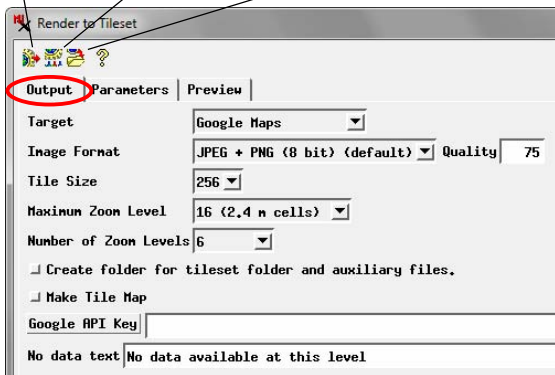 Render to Tileset
Output Parameters Preview
Target Google Maps
Image Format JPEG + PNG (8 bit) (default) Quality 75
Tile Size 256
Maximum Zoom Level 16 (2.4 m cells)
Number of Zoom Levels 6
Create folder for tileset folder and auxiliary files.
Make Tile Map
Google API Key
No data text No data available at this level